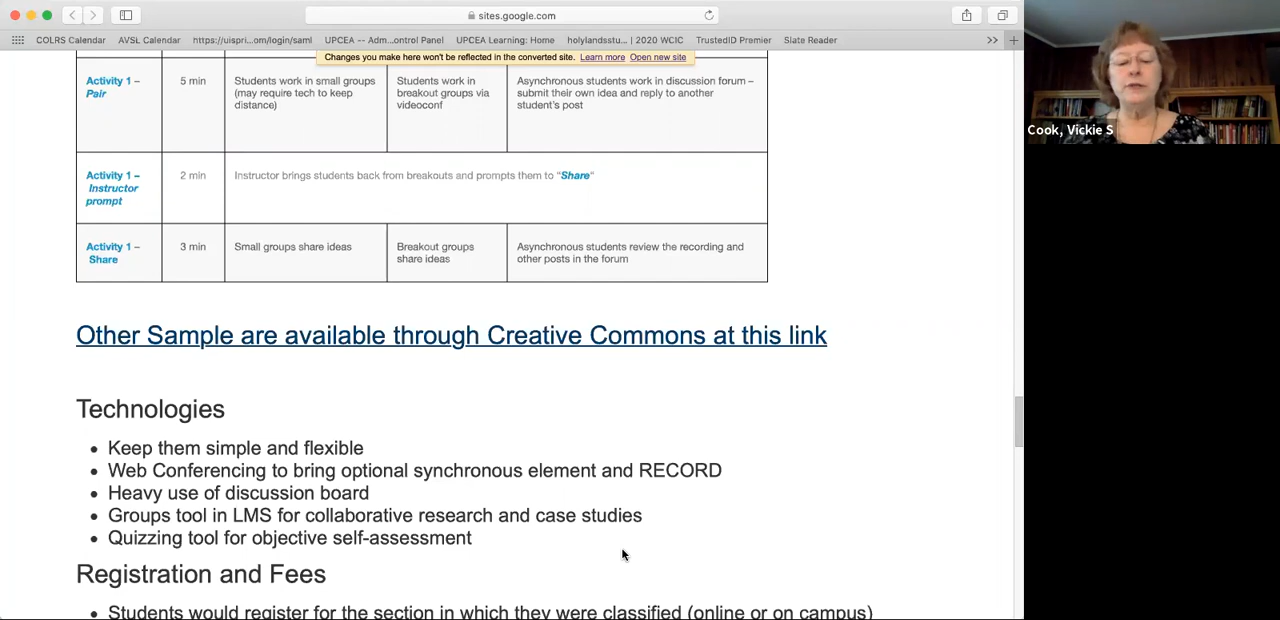 sites.google.com
COLRS Calendar AVSL Calendar https://uispri...om/login/saml UPCEA -- Adm...ontrol Panel UPCEA Learning: Home holylandsstu... | 2020 WCIC TrustedID Premier Slate Reader
Changes you make here won't be reflected in the converted site. Learn more Open new site
Activity 1 – Pair
5 min
Students work in small groups
(may require tech to keep
distance)
Students work in
breakout groups via
videoconf
Asynchronous students work in discussion forum –
submit their own idea and reply to another
student's post
Activity 1 –
Instructor
prompt
2 min
Instructor brings students back from breakouts and prompts them to "Share"
Activity 1 –
Share
3 min
Small groups share ideas
Breakout groups
share ideas
Asynchronous students review the recording and
other posts in the forum
Other Sample are available through Creative Commons at this link
Technologies
Keep them simple and flexible
Web Conferencing to bring optional synchronous element and RECORD
Heavy use of discussion board
Groups tool in LMS for collaborative research and case studies
Quizzing tool for objective self-assessment
Registration and Fees
Students would register for the section in which they were classified (online or on campus)
Cook, Vickie S